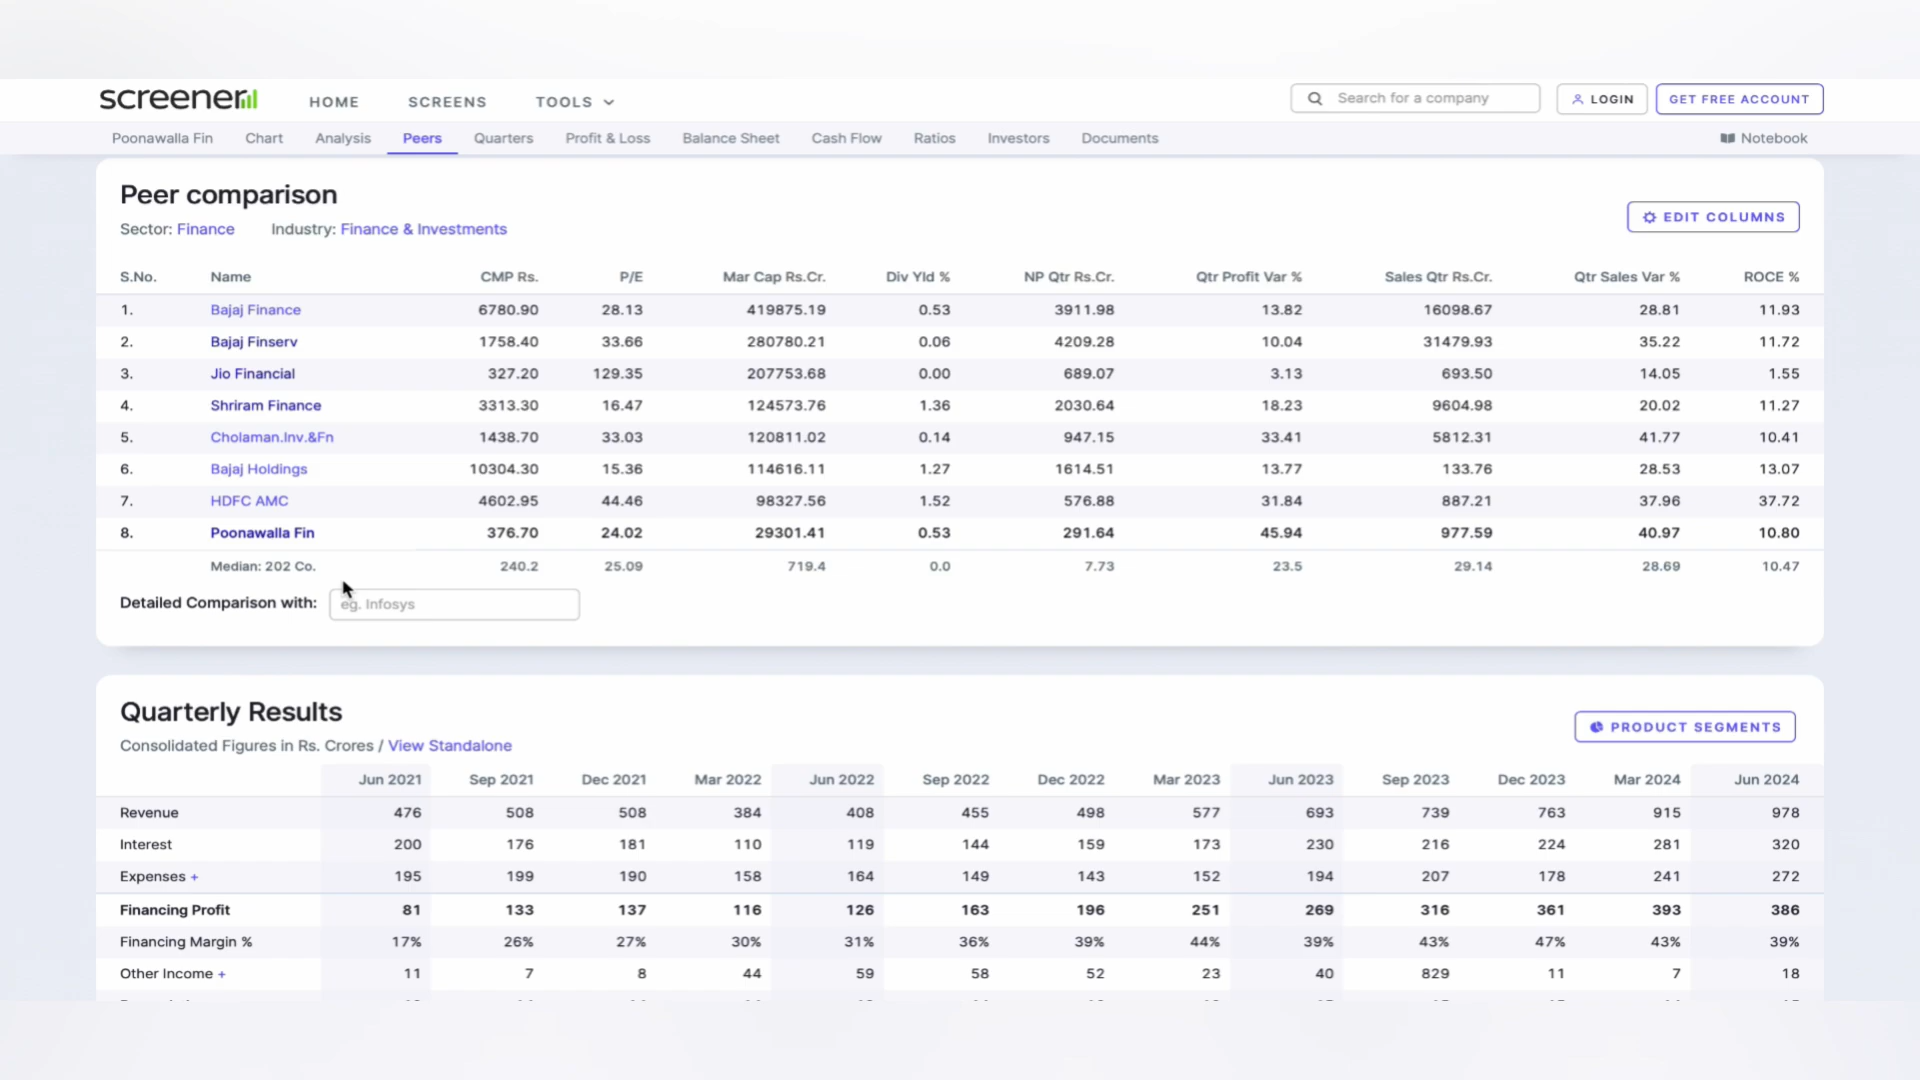 screener HOME SCREENS TOOLS Search for a company LOGIN GET FREE ACCOUNT
Poonawalla Fin Chart Analysis Peers Quarters Profit & Loss Balance Sheet Cash Flow Ratios Investors Documents Notebook
Peer comparison
Sector: Finance Industry: Finance & Investments EDIT COLUMNS
S.No. Name CMP Rs. P/E Mar Cap Rs.Cr. Div Yld % NP Qtr Rs.Cr. Qtr Profit Var % Sales Qtr Rs.Cr. Qtr Sales Var % ROCE %
1. Bajaj Finance 6780.90 28.13 419875.19 0.53 3911.98 13.82 16098.67 28.81 11.93
2. Bajaj Finserv 1758.40 33.66 280780.21 0.06 4209.28 10.04 31479.93 35.22 11.72
3. Jio Financial 327.20 129.35 207753.68 0.00 689.07 3.13 693.50 14.05 1.55
4. Shriram Finance 3313.30 16.47 124573.76 1.36 2030.64 18.23 9604.98 20.02 11.27
5. Cholaman.Inv.&Fn 1438.70 33.03 120811.02 0.14 947.15 33.41 5812.31 41.77 10.41
6. Bajaj Holdings 10304.30 15.36 114616.11 1.27 1614.51 13.77 133.76 28.53 13.07
7. HDFC AMC 4602.95 44.46 98327.56 1.52 576.88 31.84 887.21 37.96 37.72
8. Poonawalla Fin 376.70 24.02 29301.41 0.53 291.64 45.94 977.59 40.97 10.80
Median: 202 Co. 240.2 25.09 719.4 0.0 7.73 23.5 29.14 28.69 10.47
Detailed Comparison with: eg. Infosys
Quarterly Results
PRODUCT SEGMENTS
Consolidated Figures in Rs. Crores / View Standalone
Jun 2021 Sep 2021 Dec 2021 Mar 2022 Jun 2022 Sep 2022 Dec 2022 Mar 2023 Jun 2023 Sep 2023 Dec 2023 Mar 2024 Jun 2024
Revenue 476 508 508 384 408 455 498 577 693 739 763 915 978
Interest 200 176 181 110 119 144 159 173 230 216 224 281 320
Expenses + 195 199 190 158 164 149 143 152 194 207 178 241 272
Financing Profit 81 133 137 116 126 163 196 251 269 316 361 393 386
Financing Margin % 17% 26% 27% 30% 31% 36% 39% 44% 39% 43% 47% 43% 39%
Other Income + 11 7 8 44 59 58 52 23 40 829 11 7 18